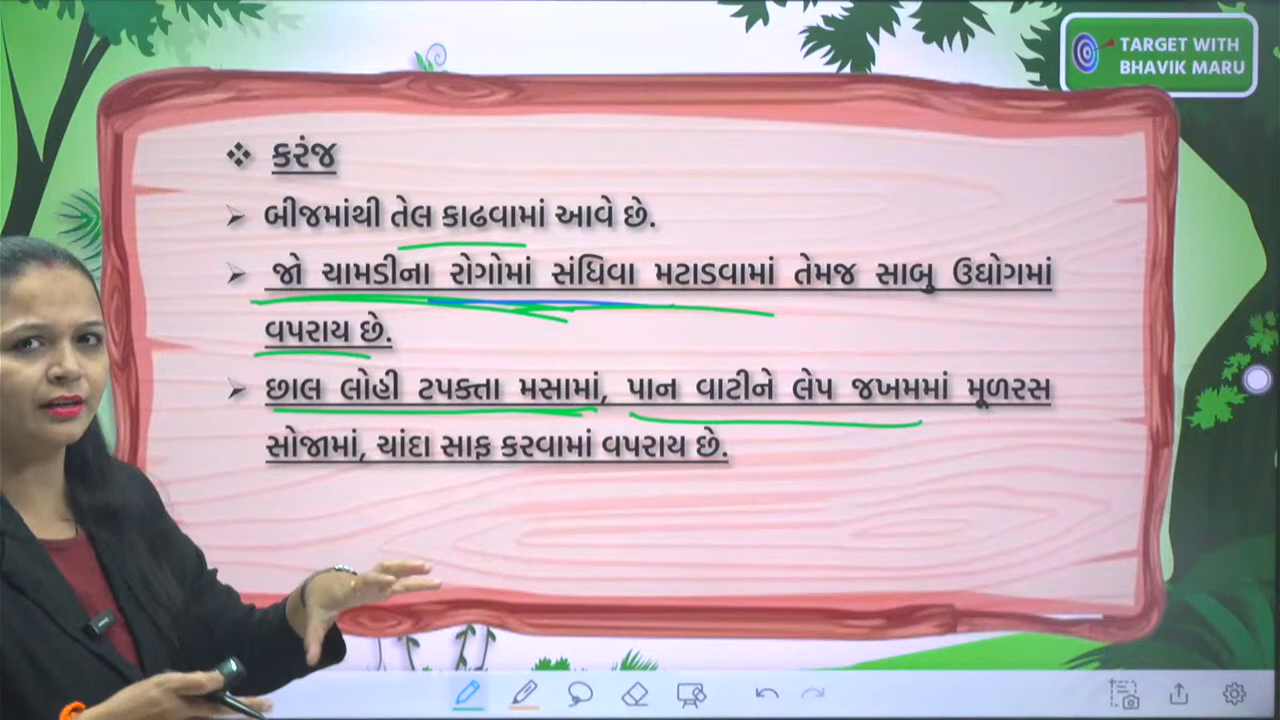 TARGET WITH
BHAVIK MARU
❖ કરંજ
➢ બીજમાંથી તેલ કાઢવામાં આવે છે.
➢ જો ચામડીના રોગોમાં સંધિવા મટાડવામાં તેમજ સાબુ ઉદ્યોગમાં
વપરાય છે.
➢ છાલ લોહી ટપક્તા મસામાં, પાન વાટીને લેપ જખમમાં મૂળરસ
સોજામાં, ચાંદા સાફ કરવામાં વપરાય છે.